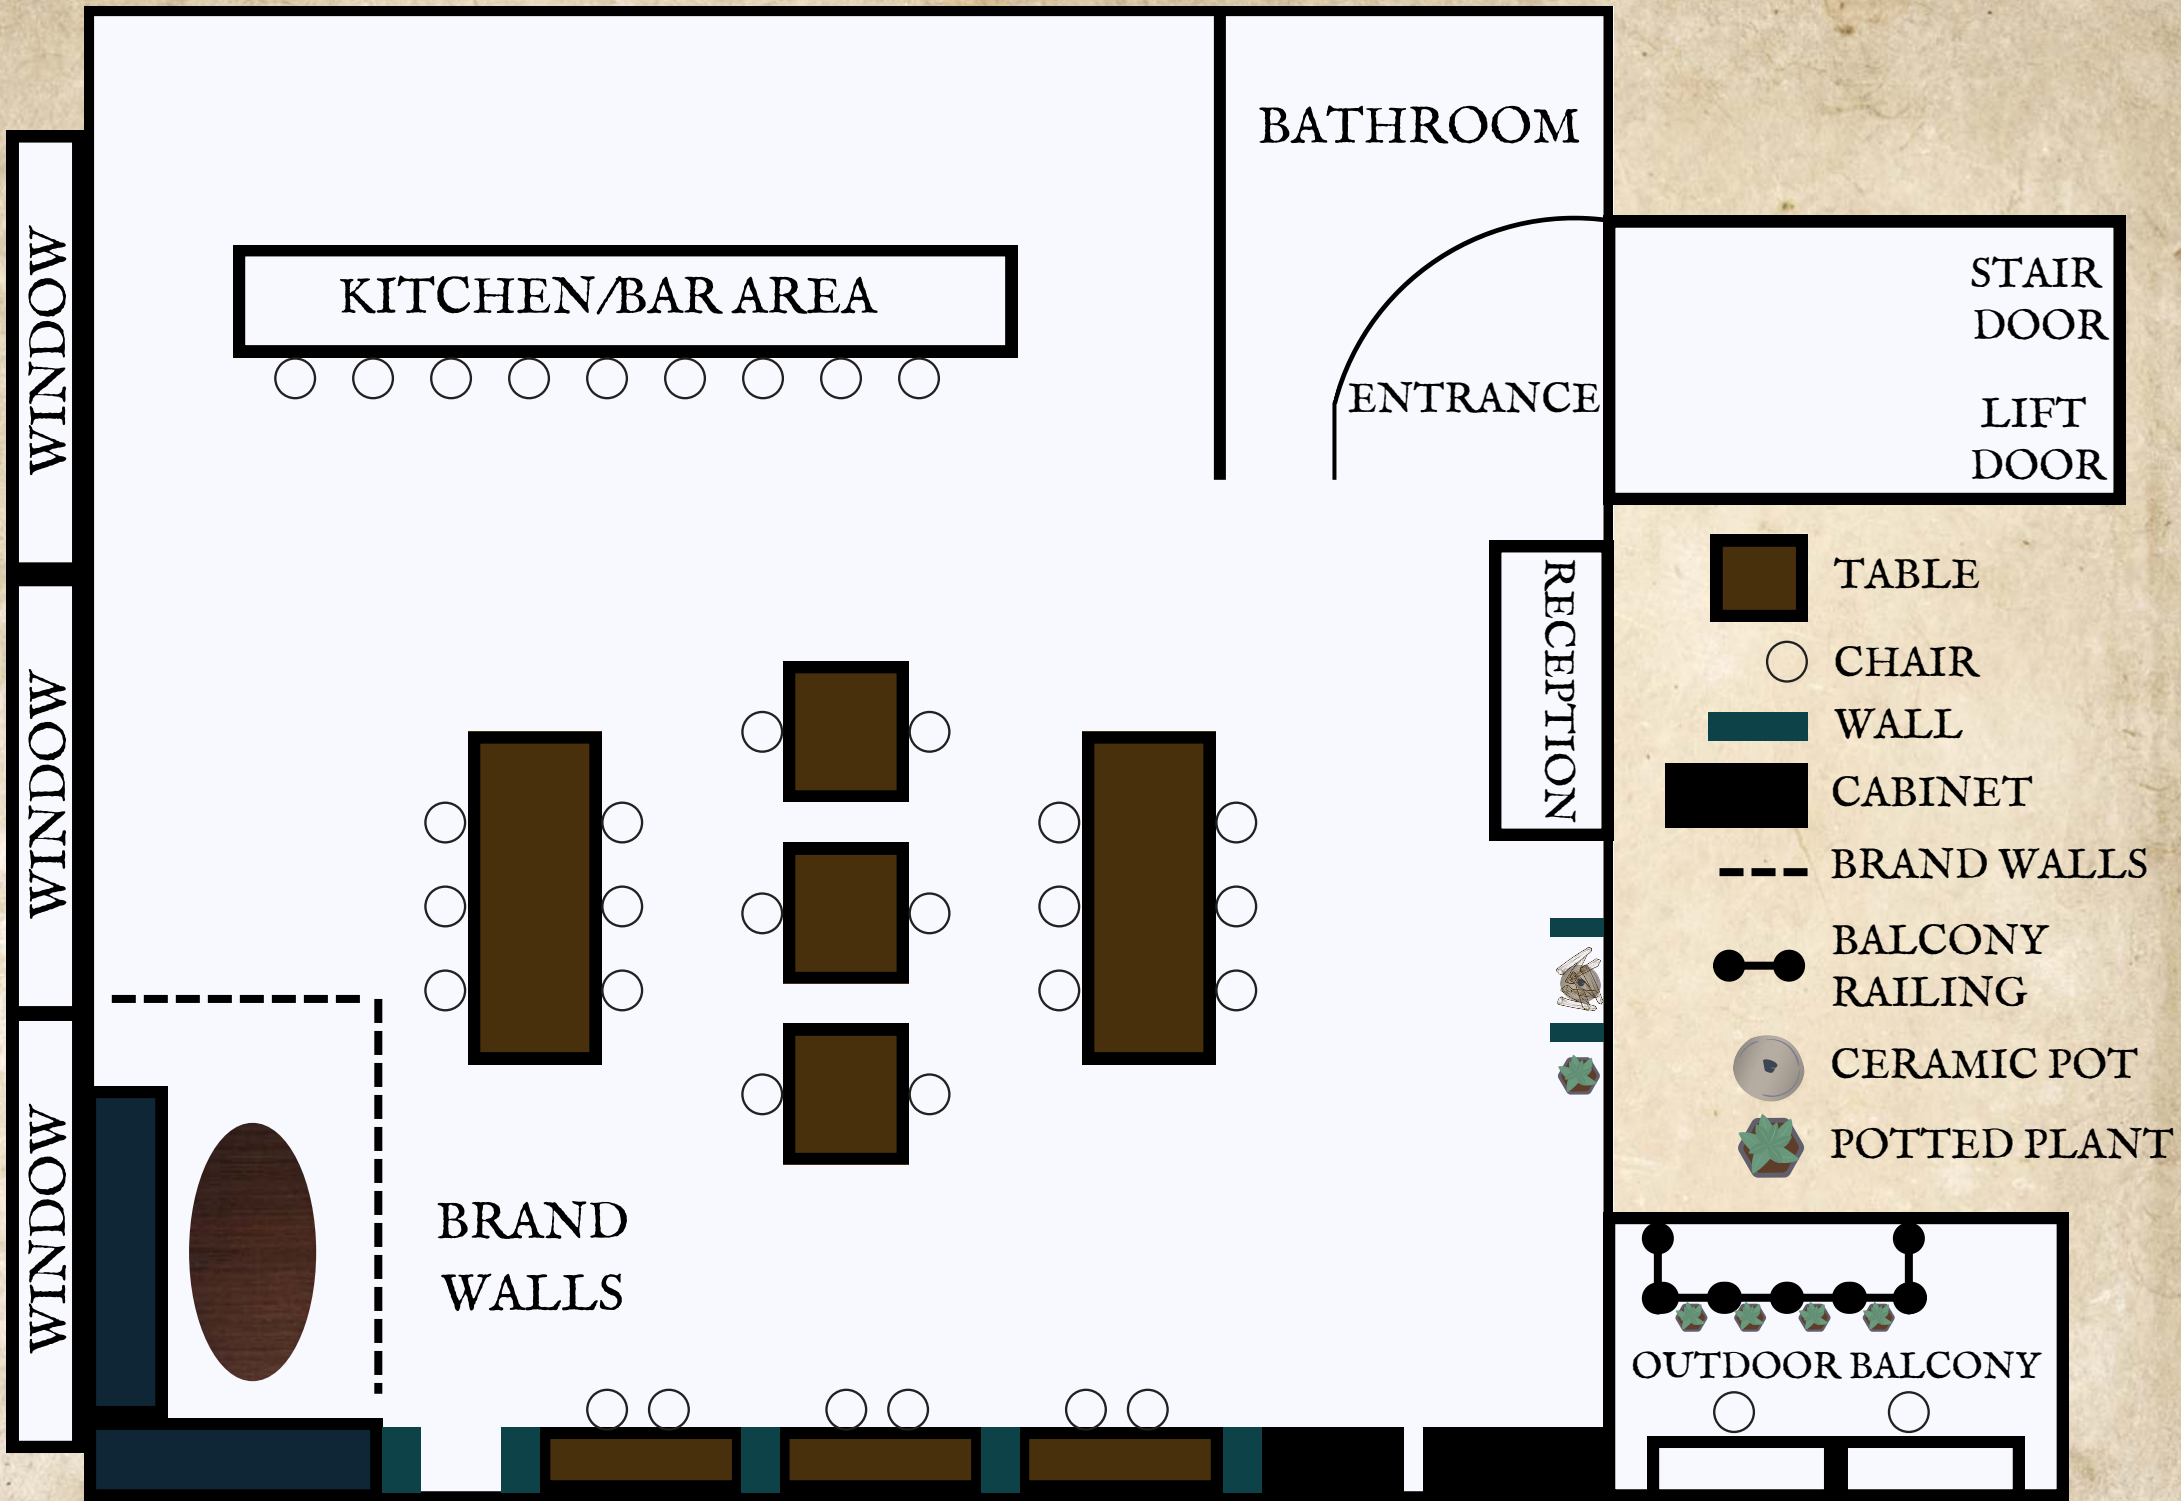 BATHROOM
KITCHEN/BAR AREA
ENTRANCE
STAIR
DOOR
LIFT
DOOR
WINDOW
WINDOW
WINDOW
RECEPTION
TABLE
CHAIR
WALL
CABINET
BRAND WALLS
BALCONY
RAILING
CERAMIC POT
POTTED PLANT
BRAND
WALLS
OUTDOOR BALCONY